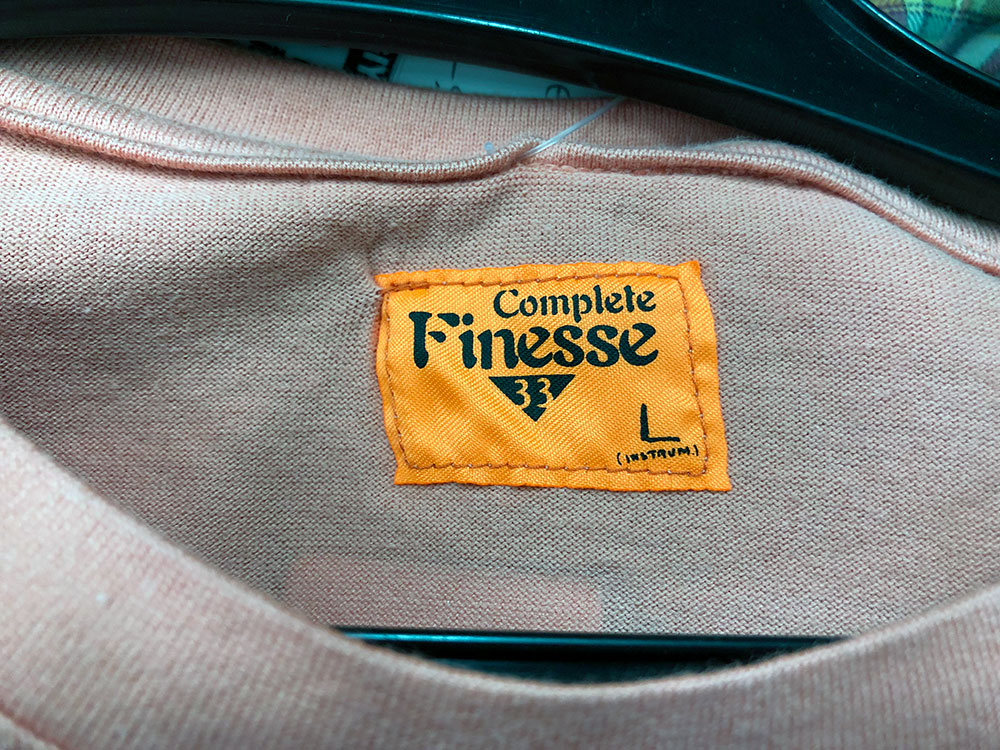 Complete
Finesse
33
L
(INSTRUM.)